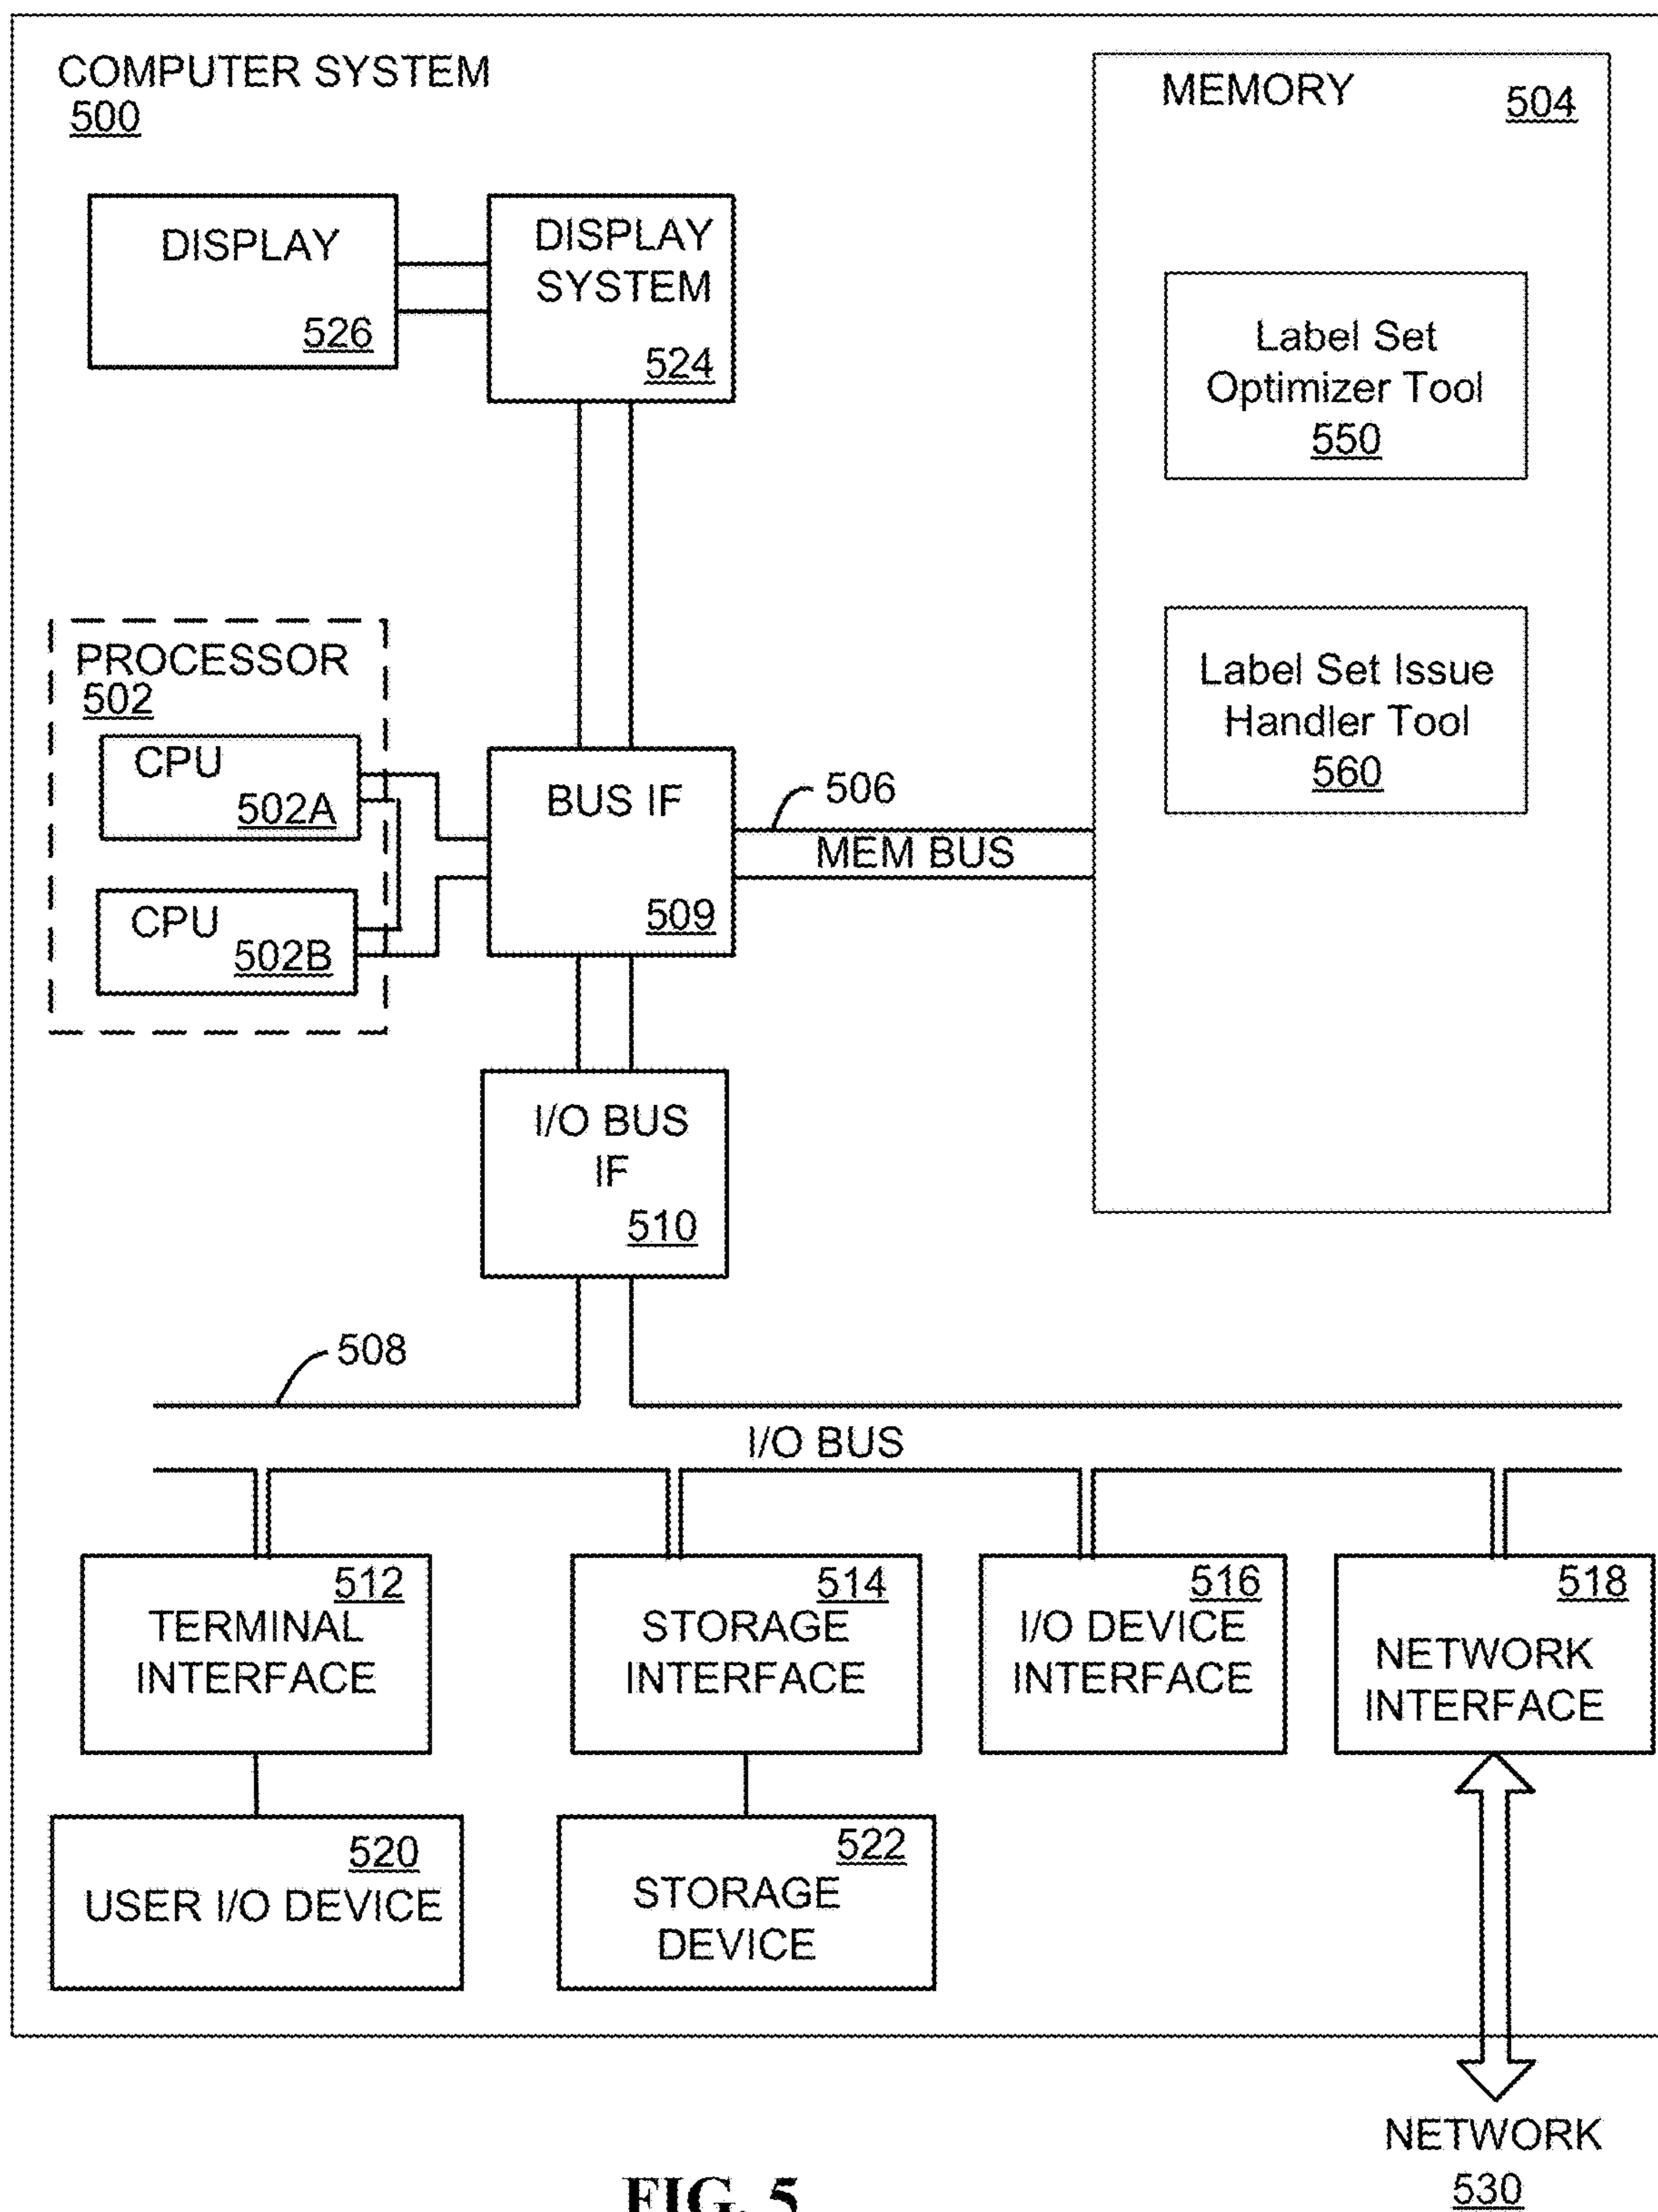 COMPUTER SYSTEM
500
MEMORY
504
DISPLAY
526
DISPLAY
SYSTEM
524
Label Set
Optimizer Tool
550
PROCESSOR
502
CPU
502A
CPU
502B
BUS IF
509
506
MEM BUS
Label Set Issue
Handler Tool
560
I/O BUS
IF
510
508
I/O BUS
512
TERMINAL
INTERFACE
514
STORAGE
INTERFACE
516
I/O DEVICE
INTERFACE
518
NETWORK
INTERFACE
520
USER I/O DEVICE
522
STORAGE
DEVICE
NETWORK
530
FIG. 5